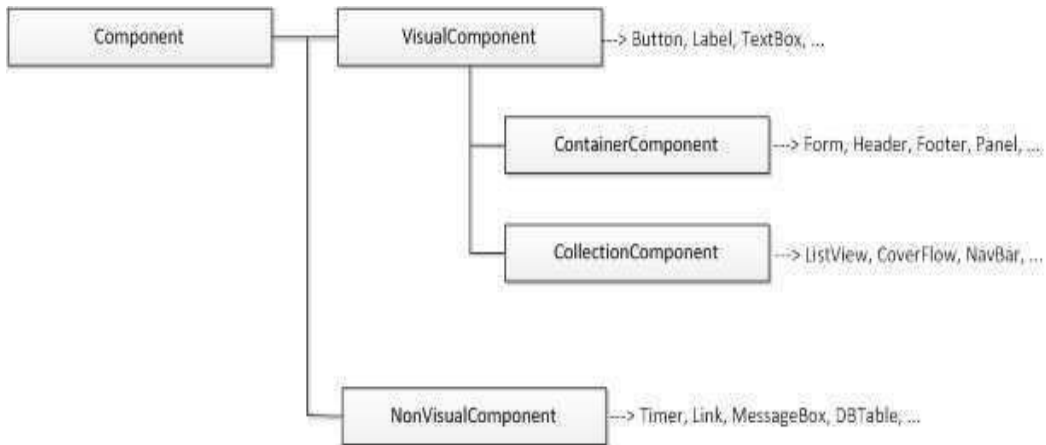 Component
VisualComponent
---> Button, Label, TextBox, ...
ContainerComponent
---> Form, Header, Footer, Panel, ...
CollectionComponent
---> ListView, CoverFlow, NavBar, ...
NonVisualComponent
---> Timer, Link, MessageBox, DBTable, ...